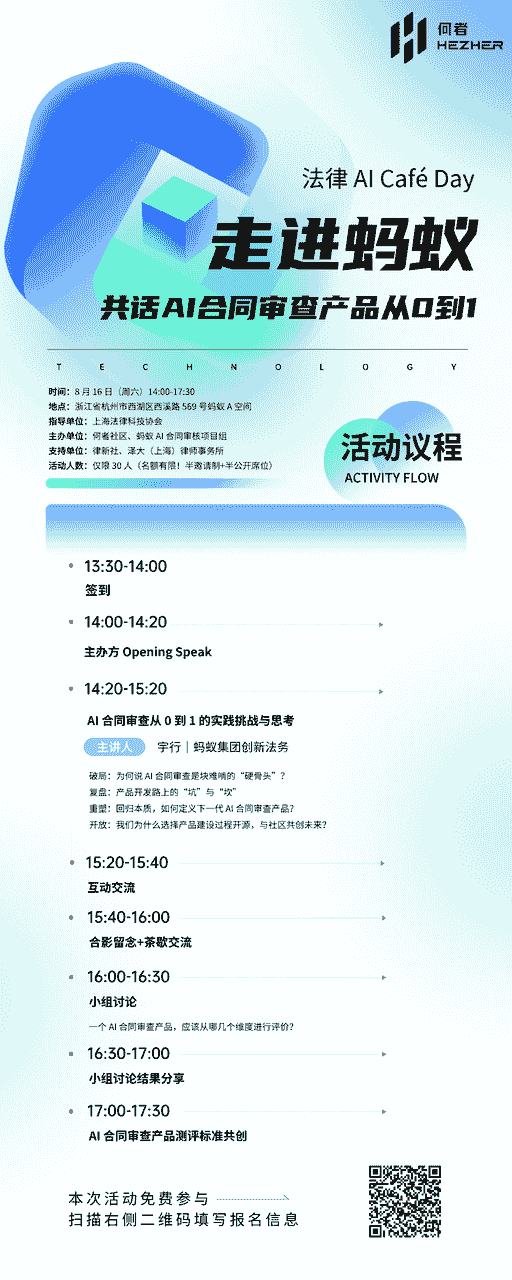 何者
HEZHER
法律 AI Café Day
走进蚂蚁
共话AI合同审查产品从0到1
TECHNOLOGY
时间：8 月 16 日（周六）14:00-17:30
地点：浙江省杭州市西湖区西溪路 569 号蚂蚁 A 空间
指导单位：上海法律科技协会
主办单位：何者社区、蚂蚁 AI 合同审核项目组
支持单位：律新社、泽大（上海）律师事务所
活动人数：仅限 30 人（名额有限！半邀请制+半公开席位）
活动议程
ACTIVITY FLOW
13:30-14:00
签到
14:00-14:20
主办方 Opening Speak
14:20-15:20
AI 合同审查从 0 到 1 的实践挑战与思考
主讲人 宇行｜蚂蚁集团创新法务
破局：为何说 AI 合同审查是块难啃的“硬骨头”？
复盘：产品开发路上的“坑”与“坎”
重塑：回归本质，如何定义下一代 AI 合同审查产品？
开放：我们为什么选择产品建设过程开源，与社区共创未来？
15:20-15:40
互动交流
15:40-16:00
合影留念+茶歇交流
16:00-16:30
小组讨论
一个 AI 合同审查产品，应该从哪几个维度进行评价？
16:30-17:00
小组讨论结果分享
17:00-17:30
AI 合同审查产品测评标准共创
本次活动免费参与
扫描右侧二维码填写报名信息